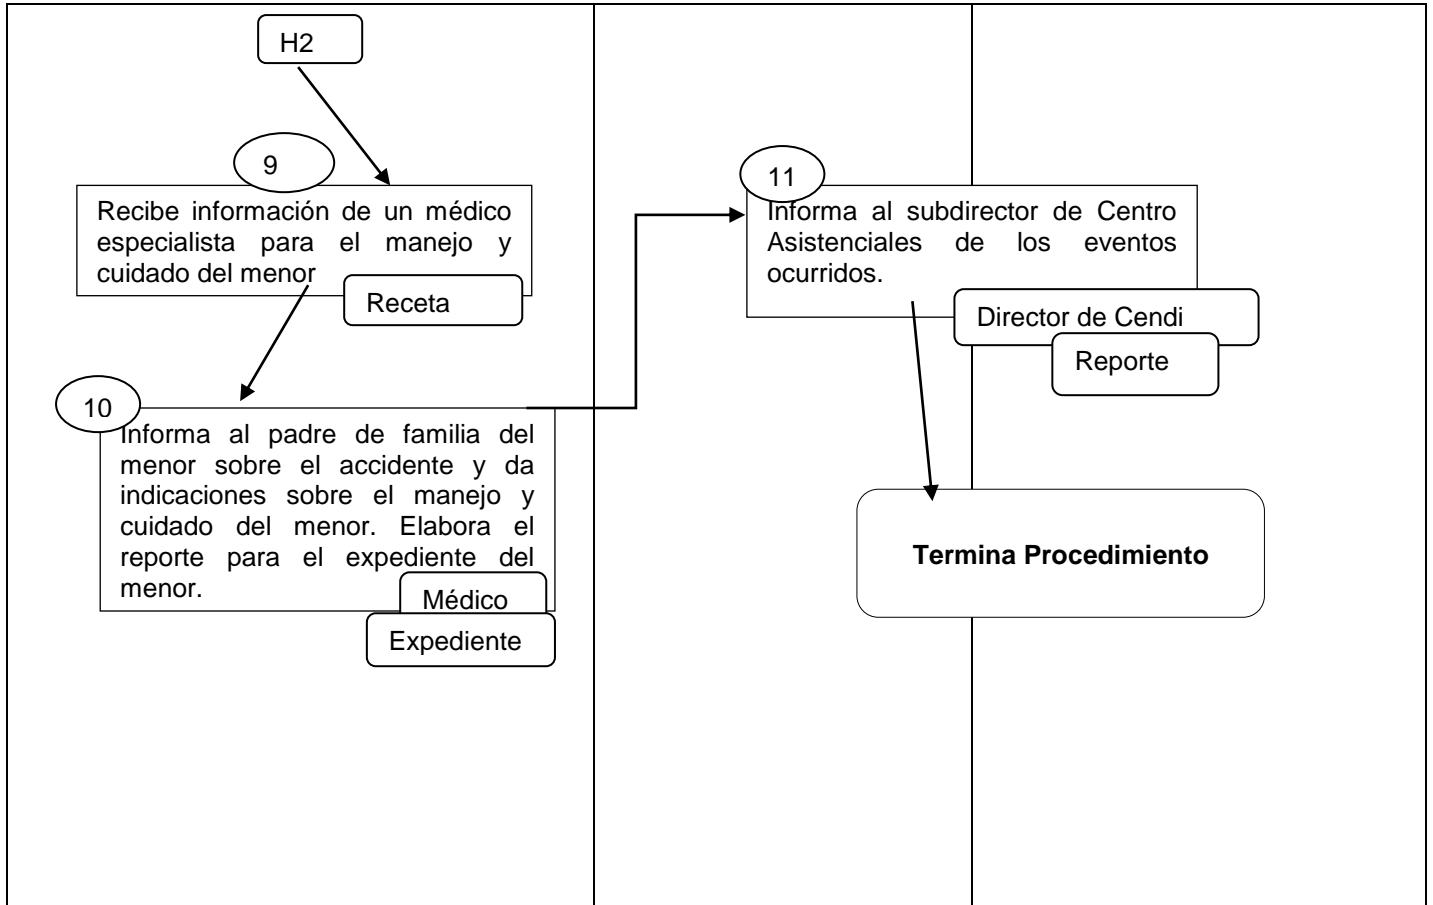 H2
9
Recibe información de un médico
especialista para el manejo y
cuidado del menor
Receta
10
Informa al padre de familia del
menor sobre el accidente y da
indicaciones sobre el manejo y
cuidado del menor. Elabora el
reporte para el expediente del
menor.
Médico
Expediente
11
Informa al subdirector de Centro
Asistenciales de los eventos
ocurridos.
Director de Cendi
Reporte
Termina Procedimiento